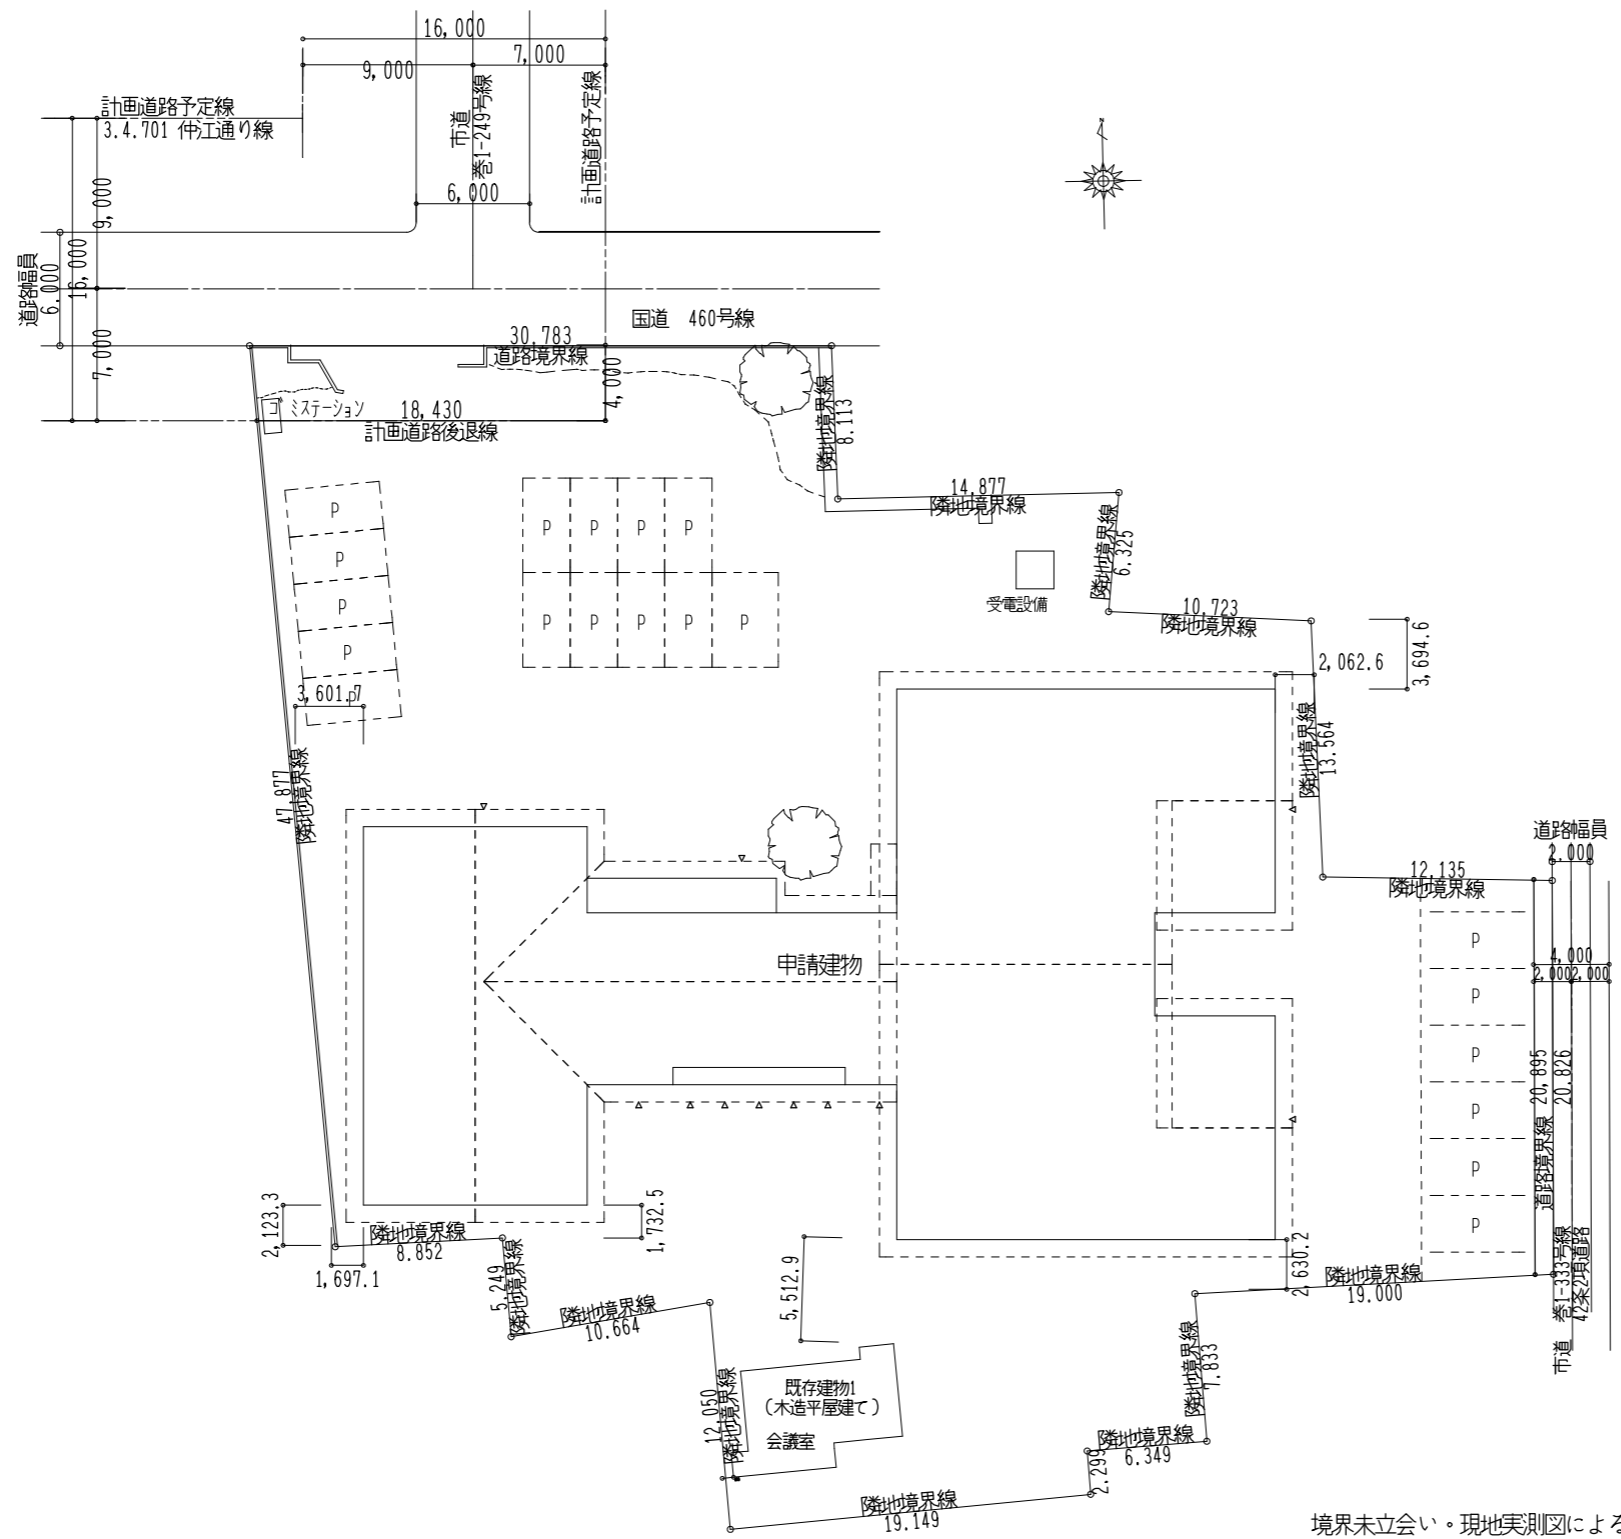 16,000
9,000
7,000
計画道路予定線
3.4.701 仲江通り線
市道
巻1-249号線
計画道路予定線
6,000
9,000
16,000
7,000
道路幅員
6.000
国道 460号線
30.783
道路境界線
4,000
ゴミステーション
18,430
計画道路後退線
隣地境界線
8.113
14.877
隣地境界線
隣地境界線
6.325
受電設備
10.723
隣地境界線
2,062.6
3,694.6
隣地境界線
13.564
P
P
P
P
P
P
P
P
P
P
P
P
P
P
3,601.7
47.877
隣地境界線
道路幅員
2.000
12.135
隣地境界線
申請建物
P
P
P
P
P
P
4,000
2,000
2,000
20,895
20.826
道路境界線
市道 巻1-333号線
42条2項道路
2,123.3
1,697.1
隣地境界線
8.852
1,732.5
5.249
隣地境界線
隣地境界線
10.664
5,512.9
2,630.2
隣地境界線
19.000
隣地境界線
7.833
12.050
隣地境界線
既存建物1
（木造平屋建て）
会議室
隣地境界線
6.349
2.299
隣地境界線
19.149
境界未立会い。現地実測図による